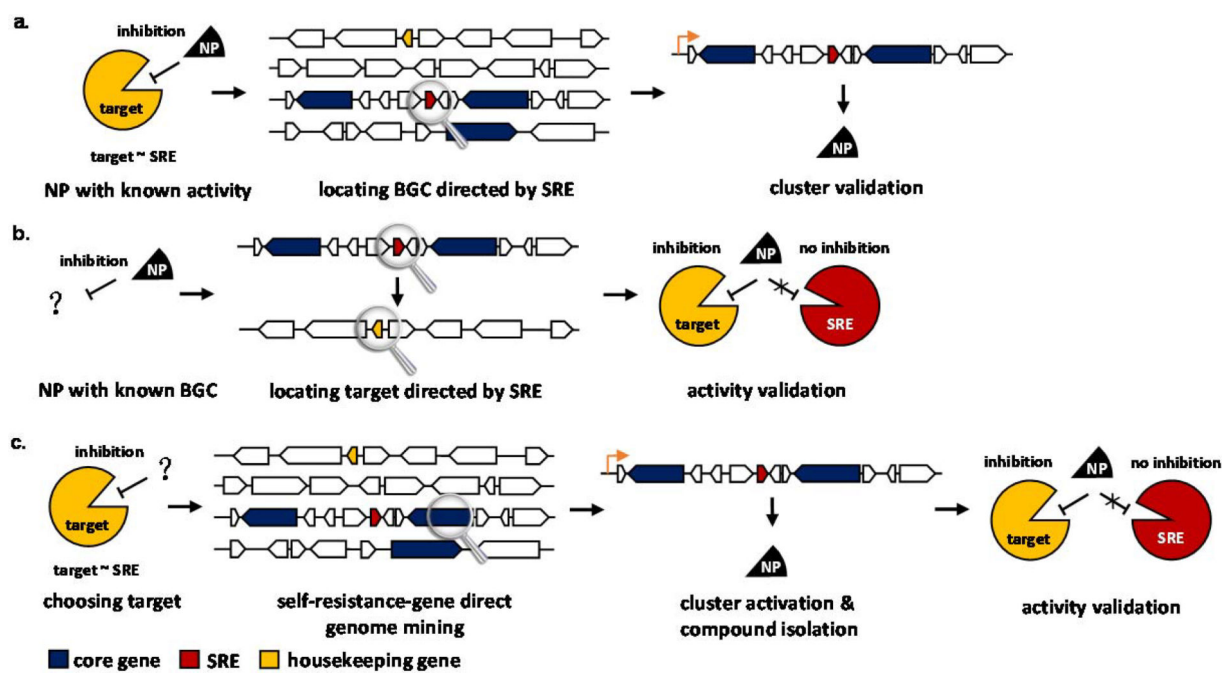 a.
inhibition
NP
target
target ~ SRE
NP with known activity
locating BGC directed by SRE
NP
cluster validation
b.
inhibition
NP
?
NP with known BGC
locating target directed by SRE
inhibition
no inhibition
NP
target
SRE
activity validation
c.
inhibition
?
target
target ~ SRE
choosing target
self-resistance-gene direct
genome mining
NP
cluster activation &
compound isolation
inhibition
no inhibition
NP
target
SRE
activity validation
core gene
SRE
housekeeping gene